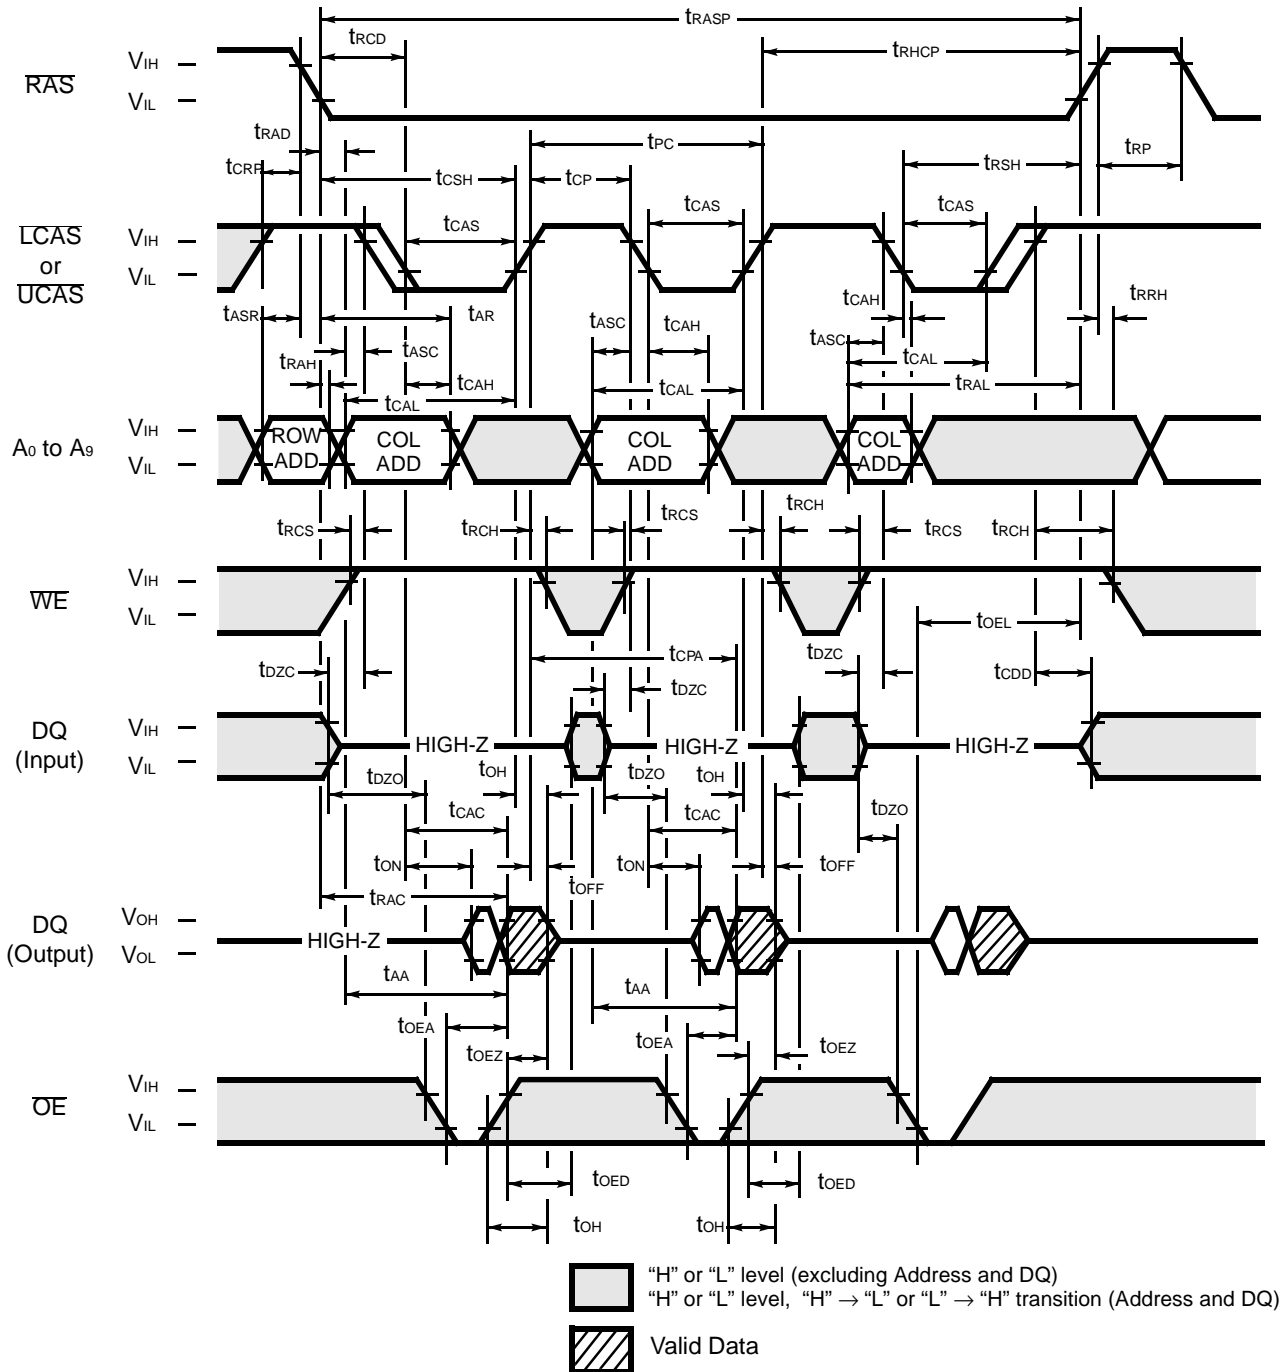 tRASP
tRCD
tRHCP
RAS
VIH
VIL
tRAD
tPC
tCRP
tCSH
tCP
tRSH
tRP
tCAS
tCAS
tCAS
LCAS
or
UCAS
VIH
VIL
tCAH
tRRH
tASR
tAR
tASC
tCAH
tASC
tRAH
tASC
tCAL
tCAH
tCAL
tRAL
tCAL
A0 to A9
VIH
VIL
ROW
ADD
COL
ADD
COL
ADD
COL
ADD
tRCS
tRCH
tRCS
tRCH
tRCS
tRCH
WE
VIH
VIL
tOEL
tCPA
tDZC
tDZC
tDZC
tCDD
DQ
(Input)
VIH
VIL
HIGH-Z
HIGH-Z
HIGH-Z
tDZO
tOH
tDZO
tOH
tDZO
tCAC
tCAC
tON
tOFF
tON
tOFF
tRAC
DQ
(Output)
VOH
VOL
HIGH-Z
tAA
tAA
tOEA
tOEZ
tOEA
tOEZ
OE
VIH
VIL
tOED
tOED
tOH
tOH
“H” or “L” level (excluding Address and DQ)
“H” or “L” level, “H” → “L” or “L” → “H” transition (Address and DQ)
Valid Data